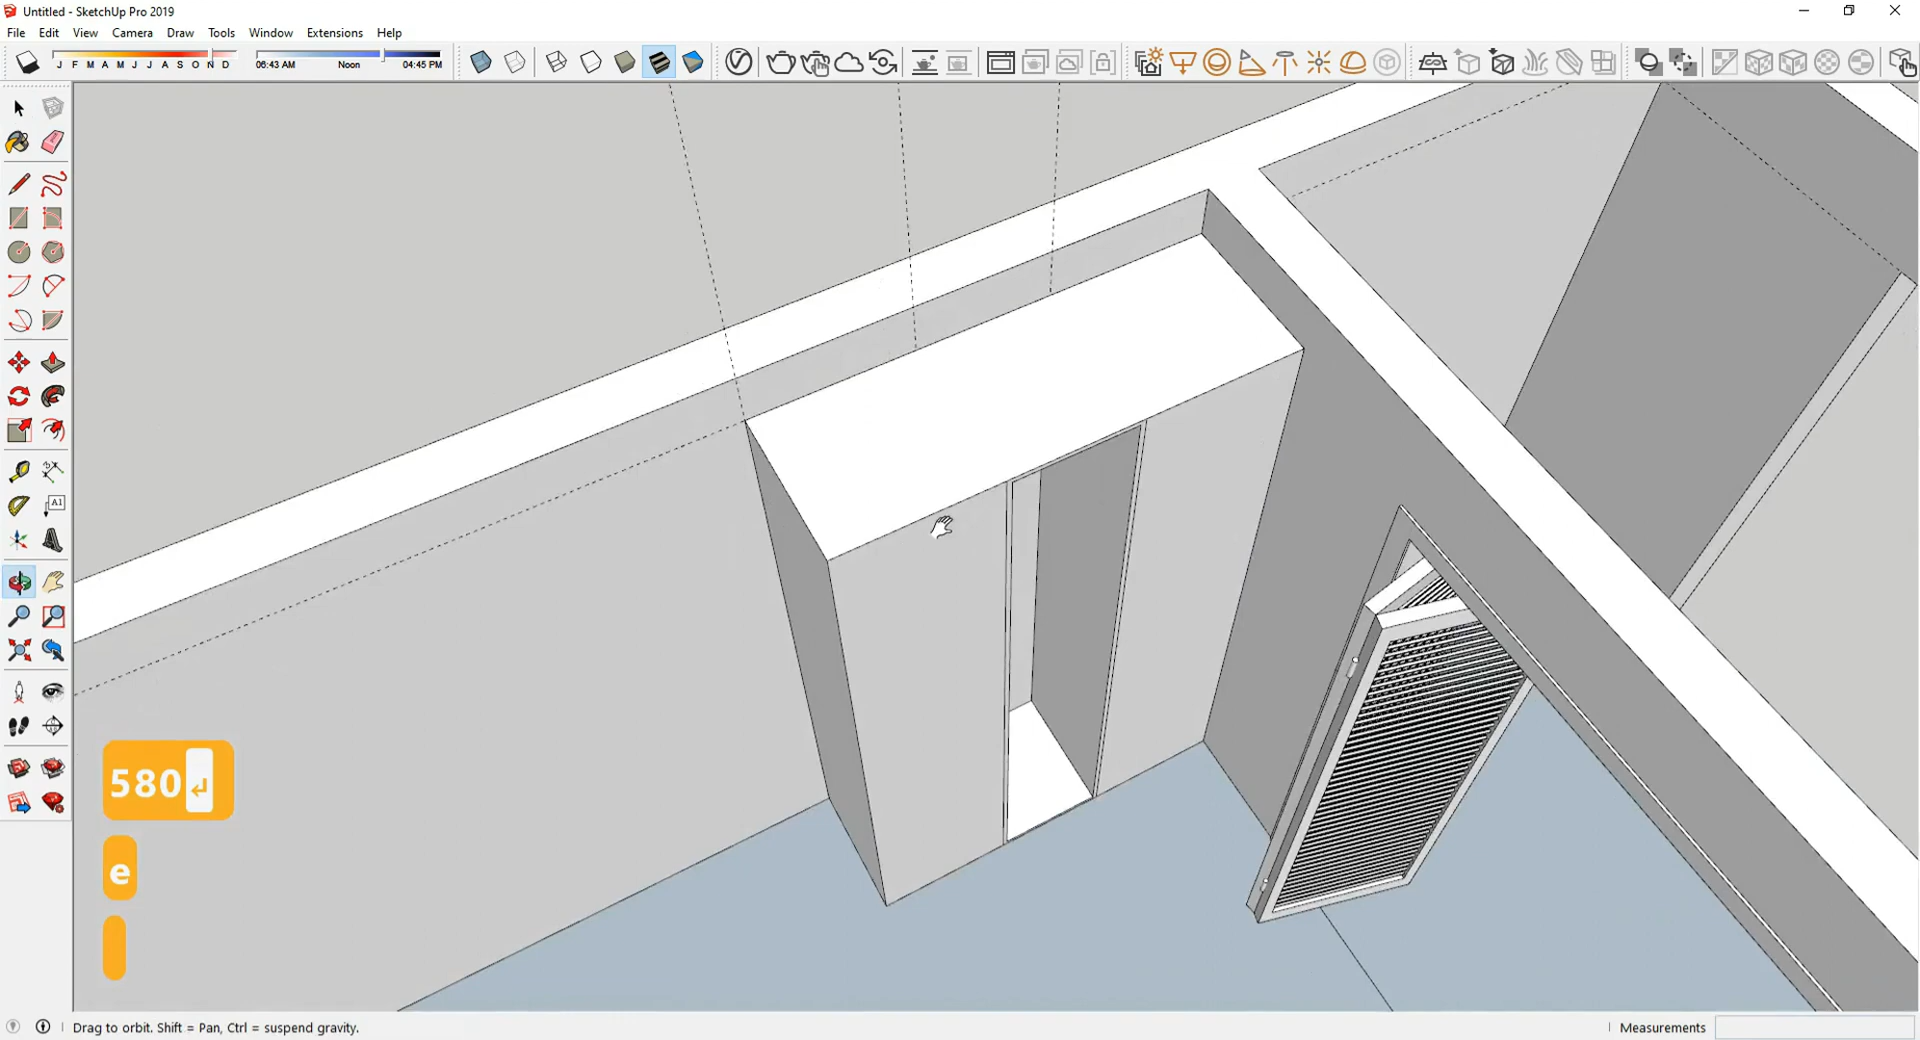 Untitled - SketchUp Pro 2019
File Edit View Camera Draw Tools Window Extensions Help
J F M A M J J A S O N D
06:43 AM Noon 04:45 PM
A1
580↵
e
Drag to orbit. Shift = Pan, Ctrl = suspend gravity.
Measurements